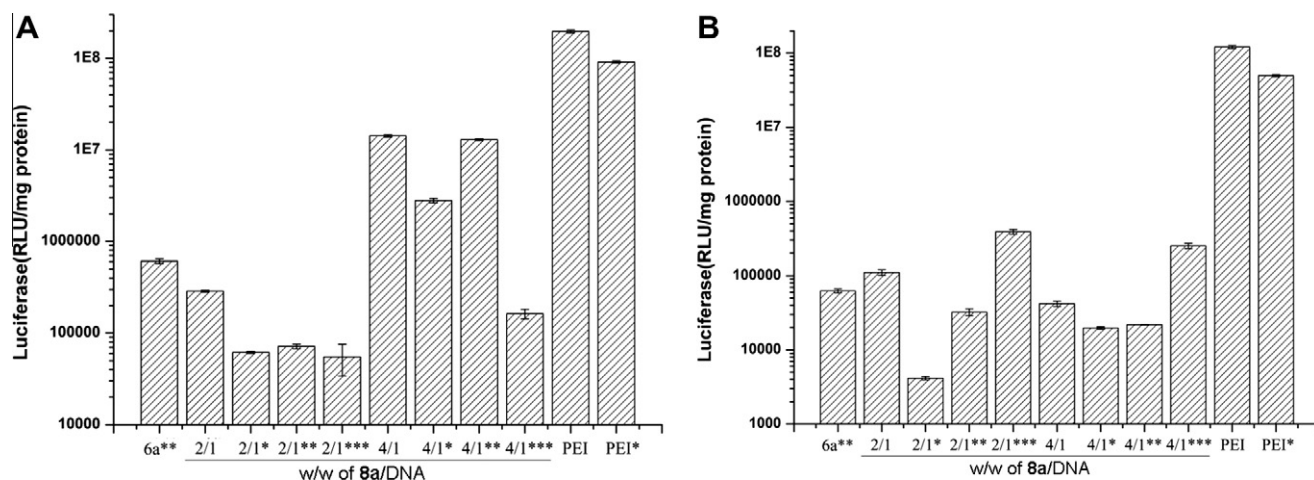 A
Luciferase(RLU/mg protein)
1E8
1E7
1000000
100000
10000
6a** 2/1 2/1* 2/1** 2/1*** 4/1 4/1* 4/1** 4/1*** PEI PEI*
w/w of 8a/DNA
B
Luciferase(RLU/mg protein)
1E8
1E7
1000000
100000
10000
1000
6a** 2/1 2/1* 2/1** 2/1*** 4/1 4/1* 4/1** 4/1*** PEI PEI*
w/w of 8a/DNA